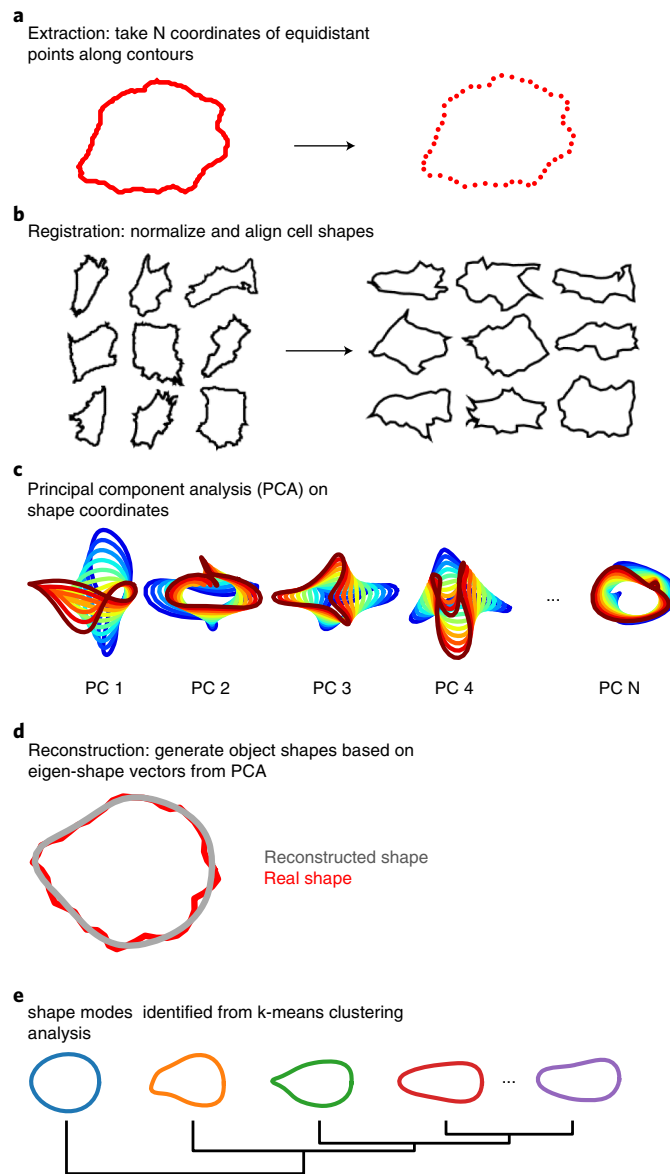 a
Extraction: take N coordinates of equidistant
points along contours
b
Registration: normalize and align cell shapes
c
Principal component analysis (PCA) on
shape coordinates
...
PC 1 PC 2 PC 3 PC 4 PC N
d
Reconstruction: generate object shapes based on
eigen-shape vectors from PCA
Reconstructed shape
Real shape
e
shape modes identified from k-means clustering
analysis
...